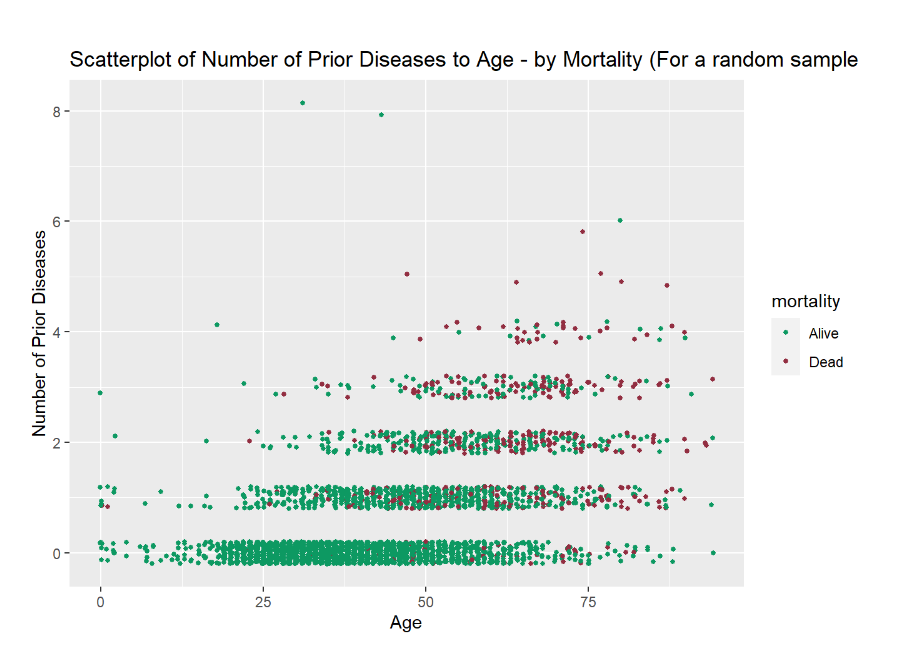 Scatterplot of Number of Prior Diseases to Age - by Mortality (For a random sample
Number of Prior Diseases
8
6
4
2
0
0 25 50 75
Age
mortality
Alive
Dead